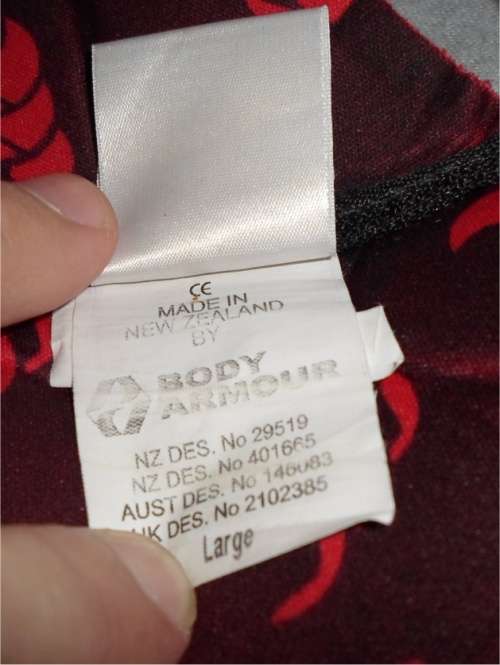 CE
MADE IN
NEW ZEALAND
BY
BODY
ARMOUR
NZ DES. No 29519
NZ DES. No 401665
AUST DES. No 146083
UK DES. No 2102385
Large